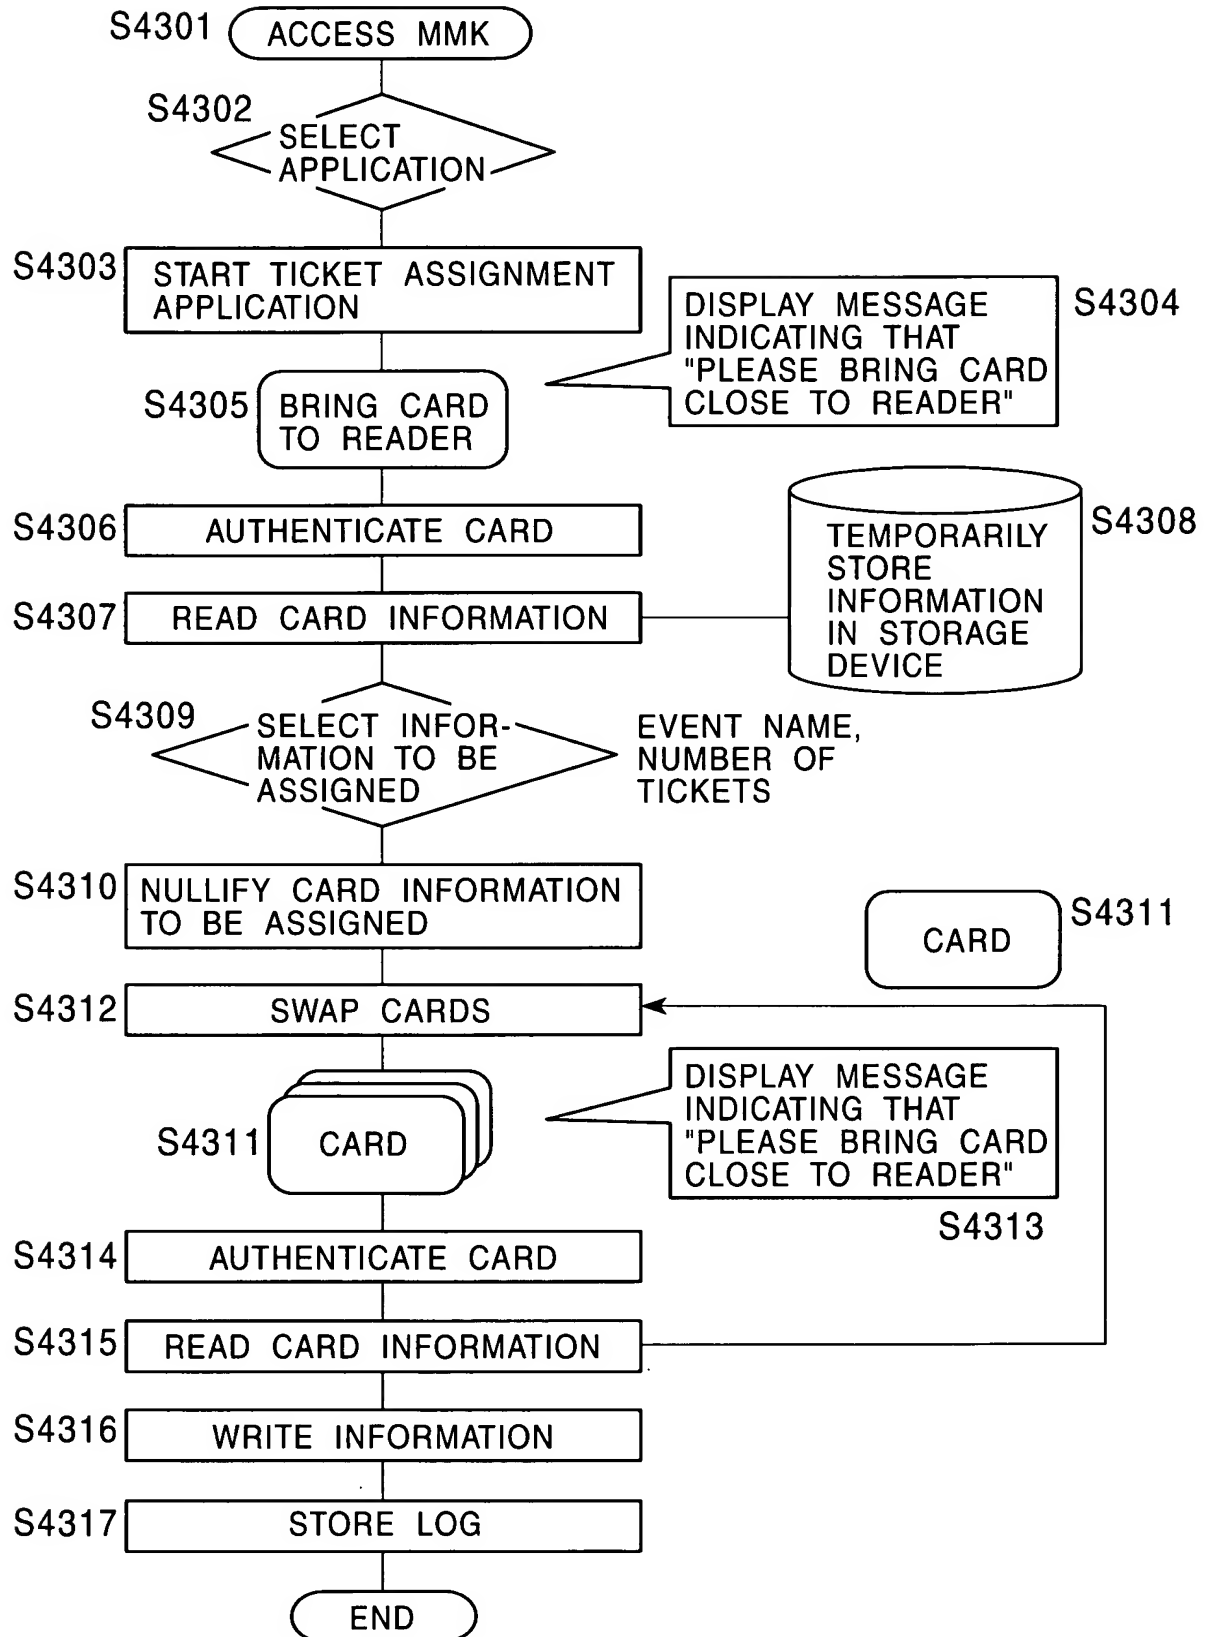 S4301
ACCESS MMK
S4302
SELECT
APPLICATION
S4303
START TICKET ASSIGNMENT
APPLICATION
DISPLAY MESSAGE
INDICATING THAT
"PLEASE BRING CARD
CLOSE TO READER"
S4304
S4305
BRING CARD
TO READER
S4306
AUTHENTICATE CARD
S4307
READ CARD INFORMATION
TEMPORARILY
STORE
INFORMATION
IN STORAGE
DEVICE
S4308
S4309
SELECT INFOR-
MATION TO BE
ASSIGNED
EVENT NAME,
NUMBER OF
TICKETS
S4310
NULLIFY CARD INFORMATION
TO BE ASSIGNED
CARD
S4311
S4312
SWAP CARDS
S4311
CARD
DISPLAY MESSAGE
INDICATING THAT
"PLEASE BRING CARD
CLOSE TO READER"
S4313
S4314
AUTHENTICATE CARD
S4315
READ CARD INFORMATION
S4316
WRITE INFORMATION
S4317
STORE LOG
END